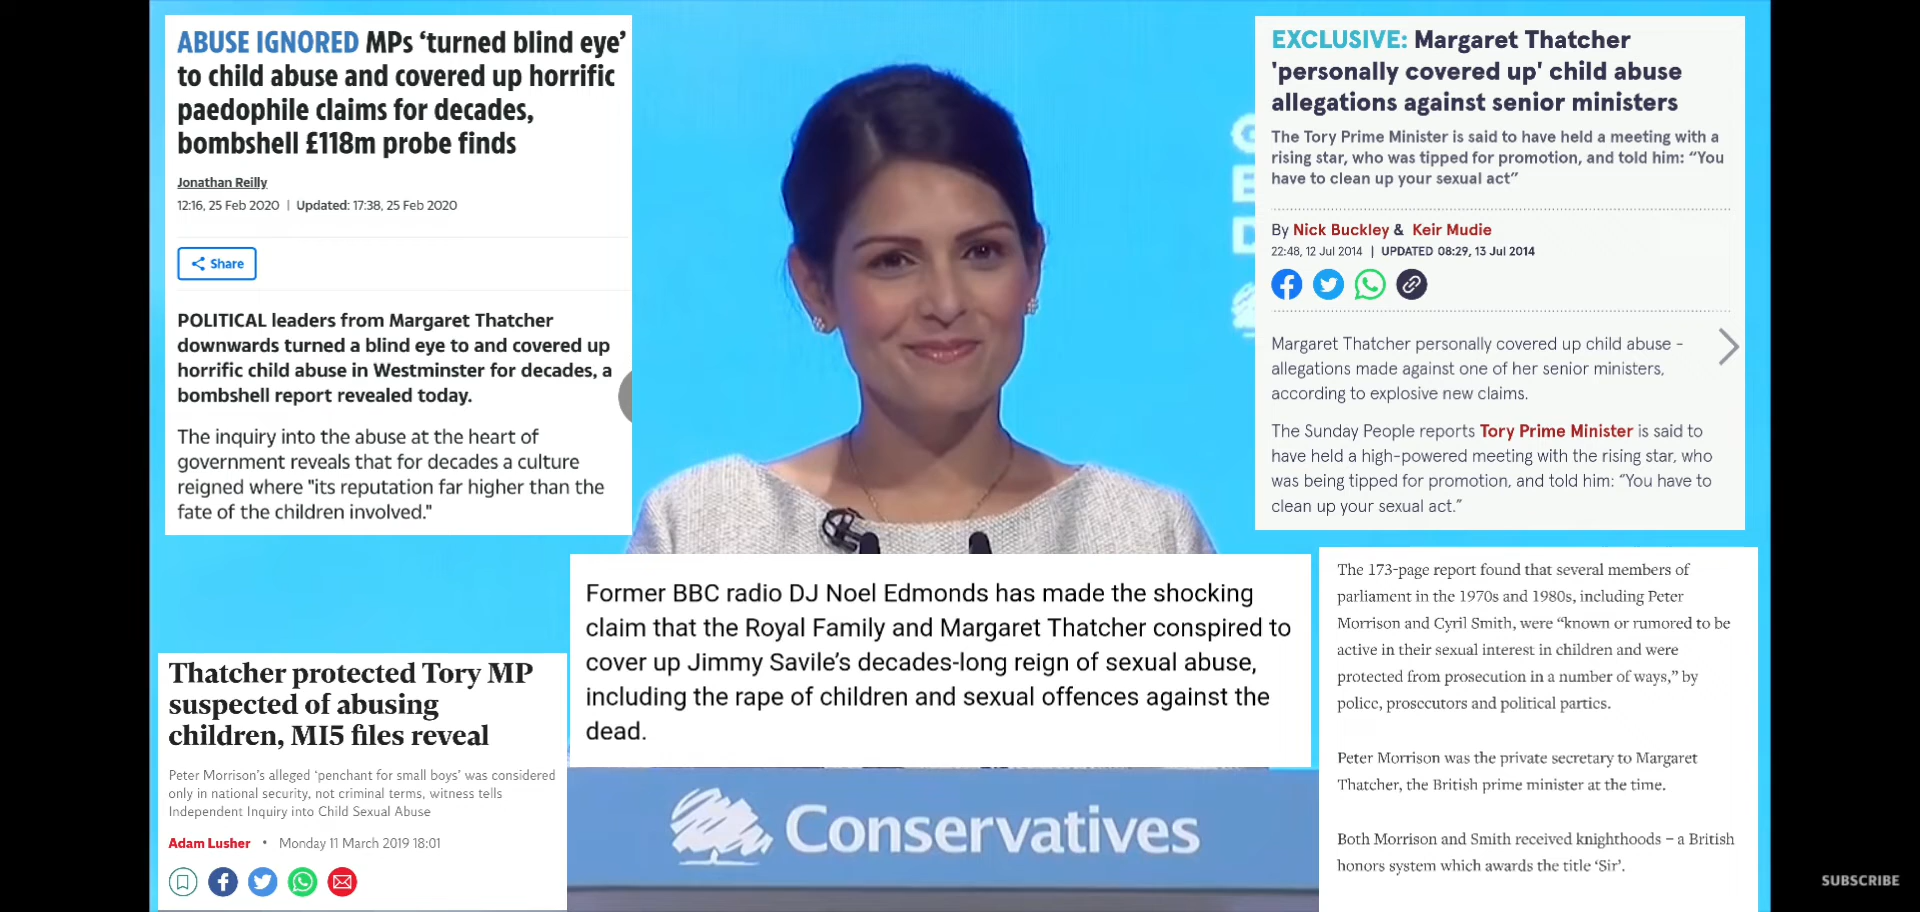 ABUSE IGNORED MPs ‘turned blind eye’
to child abuse and covered up horrific
paedophile claims for decades,
bombshell £118m probe finds
Jonathan Reilly
12:16, 25 Feb 2020 | Updated: 17:38, 25 Feb 2020
Share
POLITICAL leaders from Margaret Thatcher
downwards turned a blind eye to and covered up
horrific child abuse in Westminster for decades, a
bombshell report revealed today.
The inquiry into the abuse at the heart of
government reveals that for decades a culture
reigned where "its reputation far higher than the
fate of the children involved."
EXCLUSIVE: Margaret Thatcher
'personally covered up' child abuse
allegations against senior ministers
The Tory Prime Minister is said to have held a meeting with a
rising star, who was tipped for promotion, and told him: “You
have to clean up your sexual act”
By Nick Buckley & Keir Mudie
22:48, 12 Jul 2014 | UPDATED 08:29, 13 Jul 2014
Margaret Thatcher personally covered up child abuse -
allegations made against one of her senior ministers,
according to explosive new claims.
The Sunday People reports Tory Prime Minister is said to
have held a high-powered meeting with the rising star, who
was being tipped for promotion, and told him: “You have to
clean up your sexual act.”
Thatcher protected Tory MP
suspected of abusing
children, MI5 files reveal
Peter Morrison’s alleged ‘penchant for small boys’ was considered
only in national security, not criminal terms, witness tells
Independent Inquiry into Child Sexual Abuse
Adam Lusher • Monday 11 March 2019 18:01
Former BBC radio DJ Noel Edmonds has made the shocking
claim that the Royal Family and Margaret Thatcher conspired to
cover up Jimmy Savile’s decades-long reign of sexual abuse,
including the rape of children and sexual offences against the
dead.
Conservatives
The 173-page report found that several members of
parliament in the 1970s and 1980s, including Peter
Morrison and Cyril Smith, were “known or rumored to be
active in their sexual interest in children and were
protected from prosecution in a number of ways,” by
police, prosecutors and political parties.
Peter Morrison was the private secretary to Margaret
Thatcher, the British prime minister at the time.
Both Morrison and Smith received knighthoods – a British
honors system which awards the title ‘Sir’.
SUBSCRIBE